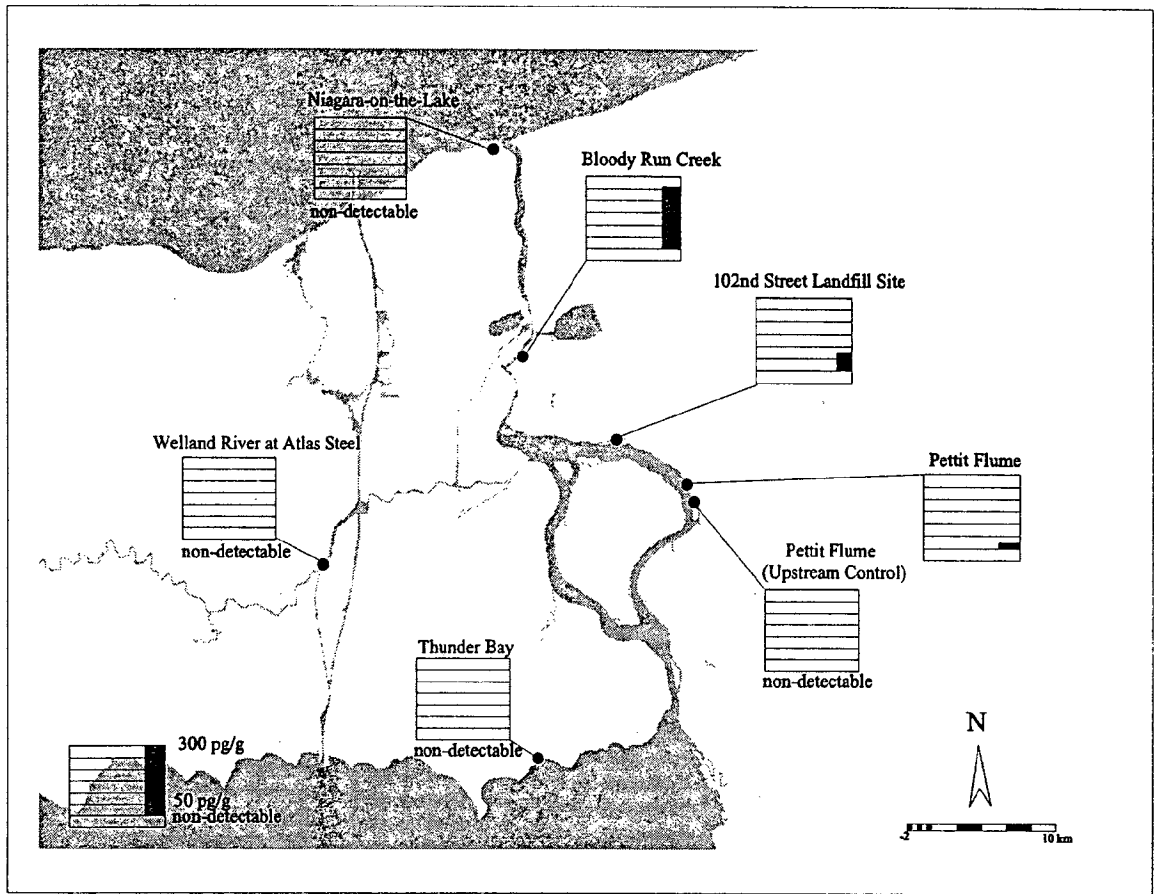 Niagara-on-the-Lake
non-detectable
Bloody Run Creek
102nd Street Landfill Site
Welland River at Atlas Steel
non-detectable
Pettit Flume
Pettit Flume
(Upstream Control)
non-detectable
Thunder Bay
non-detectable
300 pg/g
50 pg/g
non-detectable
N
-2
10 km